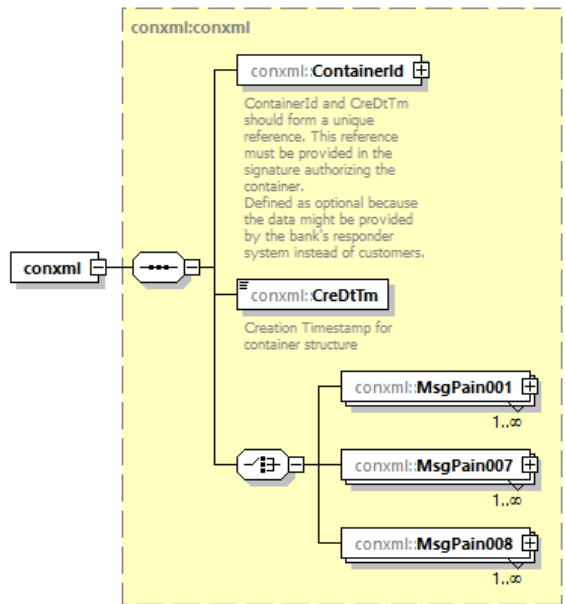 conxml:conxml
conxml::ContainerId
ContainerId and CreDtTm
should form a unique
reference. This reference
must be provided in the
signature authorizing the
container.
Defined as optional because
the data might be provided
by the bank's responder
system instead of customers.
conxml
conxml::CreDtTm
Creation Timestamp for
container structure
conxml::MsgPain001
1..∞
conxml::MsgPain007
1..∞
conxml::MsgPain008
1..∞